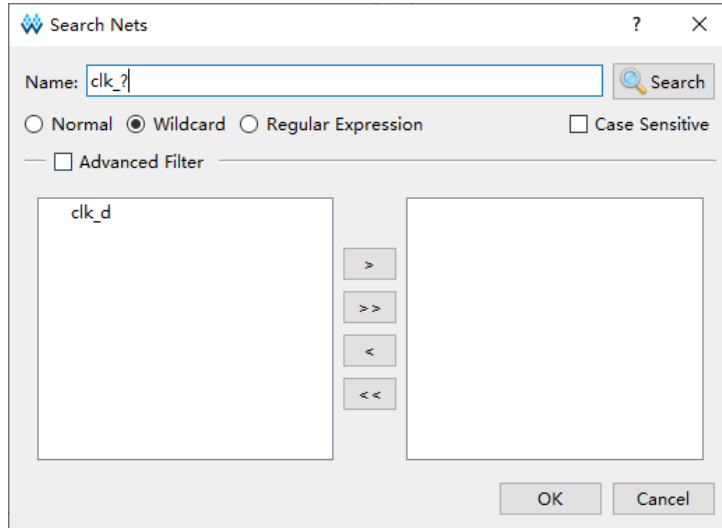 Search Nets ? ×
Name: clk_? Search
Normal Wildcard Regular Expression Case Sensitive
Advanced Filter
clk_d
>
>>
<
<<
OK Cancel